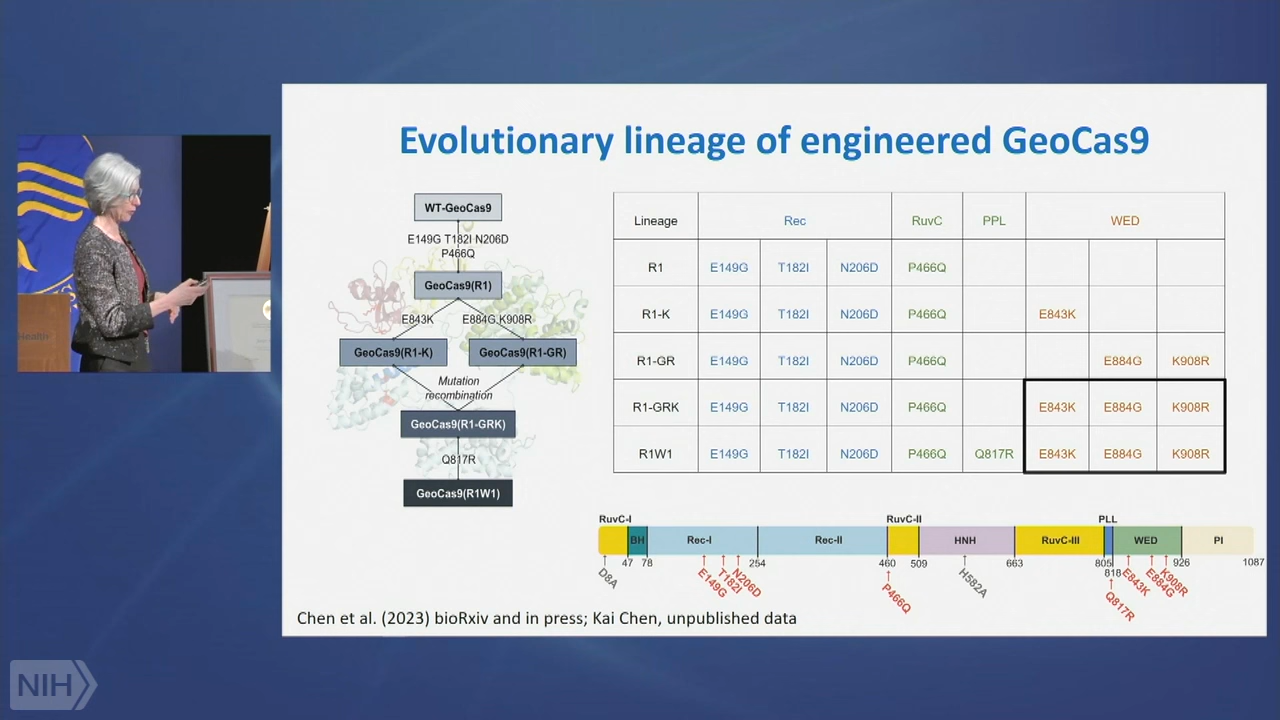 Evolutionary lineage of engineered GeoCas9
WT-GeoCas9
E149G T182I N206D
P466Q
GeoCas9(R1)
E843K
E884G,K908R
GeoCas9(R1-K)
GeoCas9(R1-GR)
Mutation
recombination
GeoCas9(R1-GRK)
Q817R
GeoCas9(R1W1)
Lineage Rec RuvC PPL WED
R1 E149G T182I N206D P466Q
R1-K E149G T182I N206D P466Q E843K
R1-GR E149G T182I N206D P466Q E884G K908R
R1-GRK E149G T182I N206D P466Q E843K E884G K908R
R1W1 E149G T182I N206D P466Q Q817R E843K E884G K908R
RuvC-I RuvC-II PLL
BH Rec-I Rec-II HNH RuvC-III WED PI
47 78 254 460 509 663 805 818 926 1087
D8A E149G T182I N206D P466Q H582A Q817R E843K E884G K908R
Chen et al. (2023) bioRxiv and in press; Kai Chen, unpublished data
Health
NIH